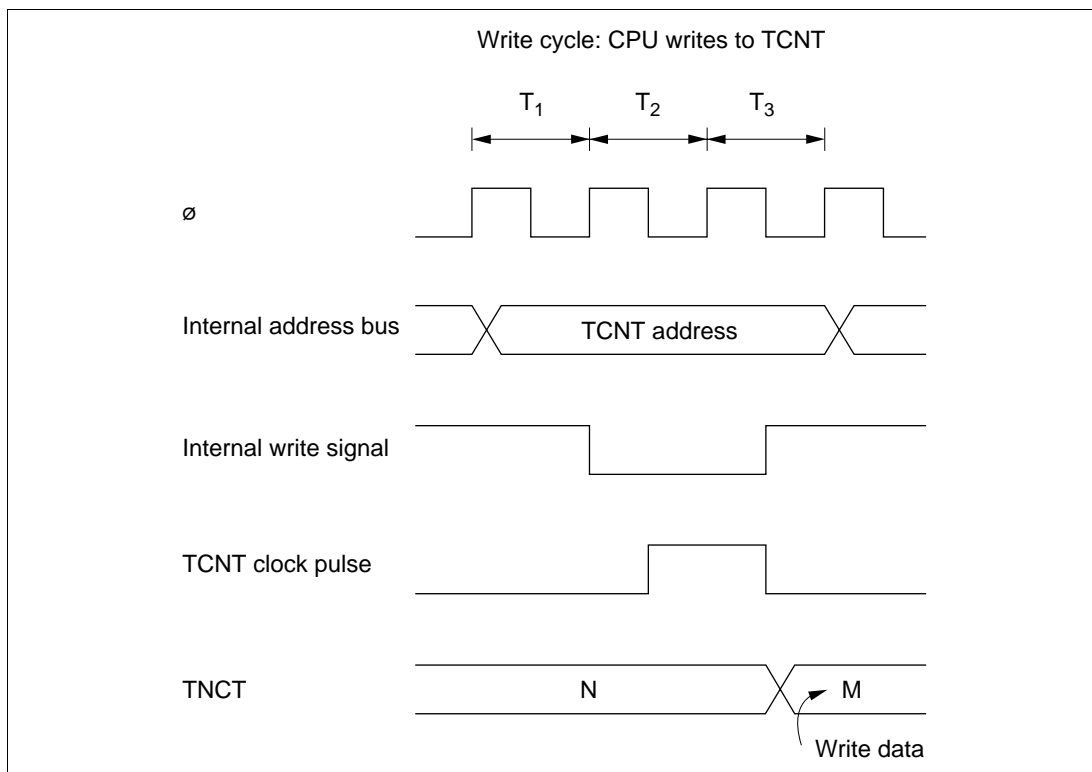 Write cycle: CPU writes to TCNT
T1 T2 T3
ø
Internal address bus
TCNT address
Internal write signal
TCNT clock pulse
TNCT
N
M
Write data